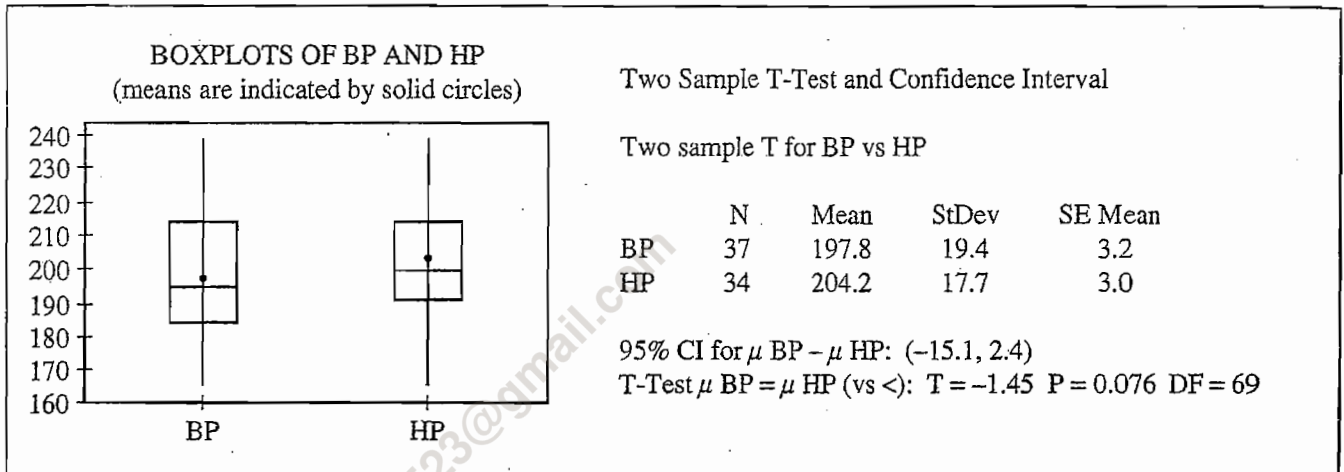 BOXPLOTS OF BP AND HP
(means are indicated by solid circles)
240
230
220
210
200
190
180
170
160
BP
HP
Two Sample T-Test and Confidence Interval
Two sample T for BP vs HP
N Mean StDev SE Mean
BP 37 197.8 19.4 3.2
HP 34 204.2 17.7 3.0
95% CI for μ BP – μ HP: (–15.1, 2.4)
T-Test μ BP = μ HP (vs <): T = –1.45 P = 0.076 DF = 69
23@gmail.com